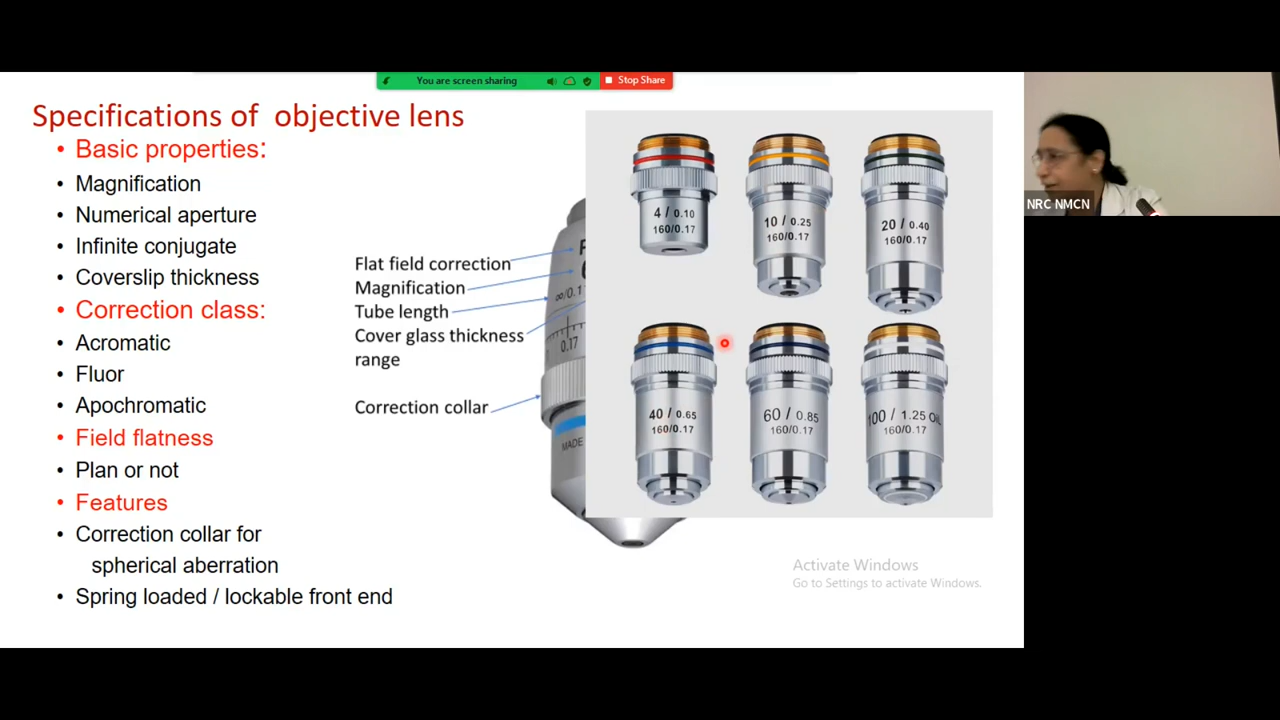 You are screen sharing
Stop Share
Specifications of objective lens
• Basic properties:
• Magnification
• Numerical aperture
• Infinite conjugate
• Coverslip thickness
• Correction class:
• Acromatic
• Fluor
• Apochromatic
• Field flatness
• Plan or not
• Features
• Correction collar for
spherical aberration
• Spring loaded / lockable front end
Flat field correction
Magnification
Tube length
Cover glass thickness
range
Correction collar
∞/0.1
0.17
MADE
4 / 0.10
160/0.17
10 / 0.25
160/0.17
20 / 0.40
160/0.17
40 / 0.65
160/0.17
60 / 0.85
160/0.17
100 / 1.25 OIL
160/0.17
NRC NMCN
Activate Windows
Go to Settings to activate Windows.